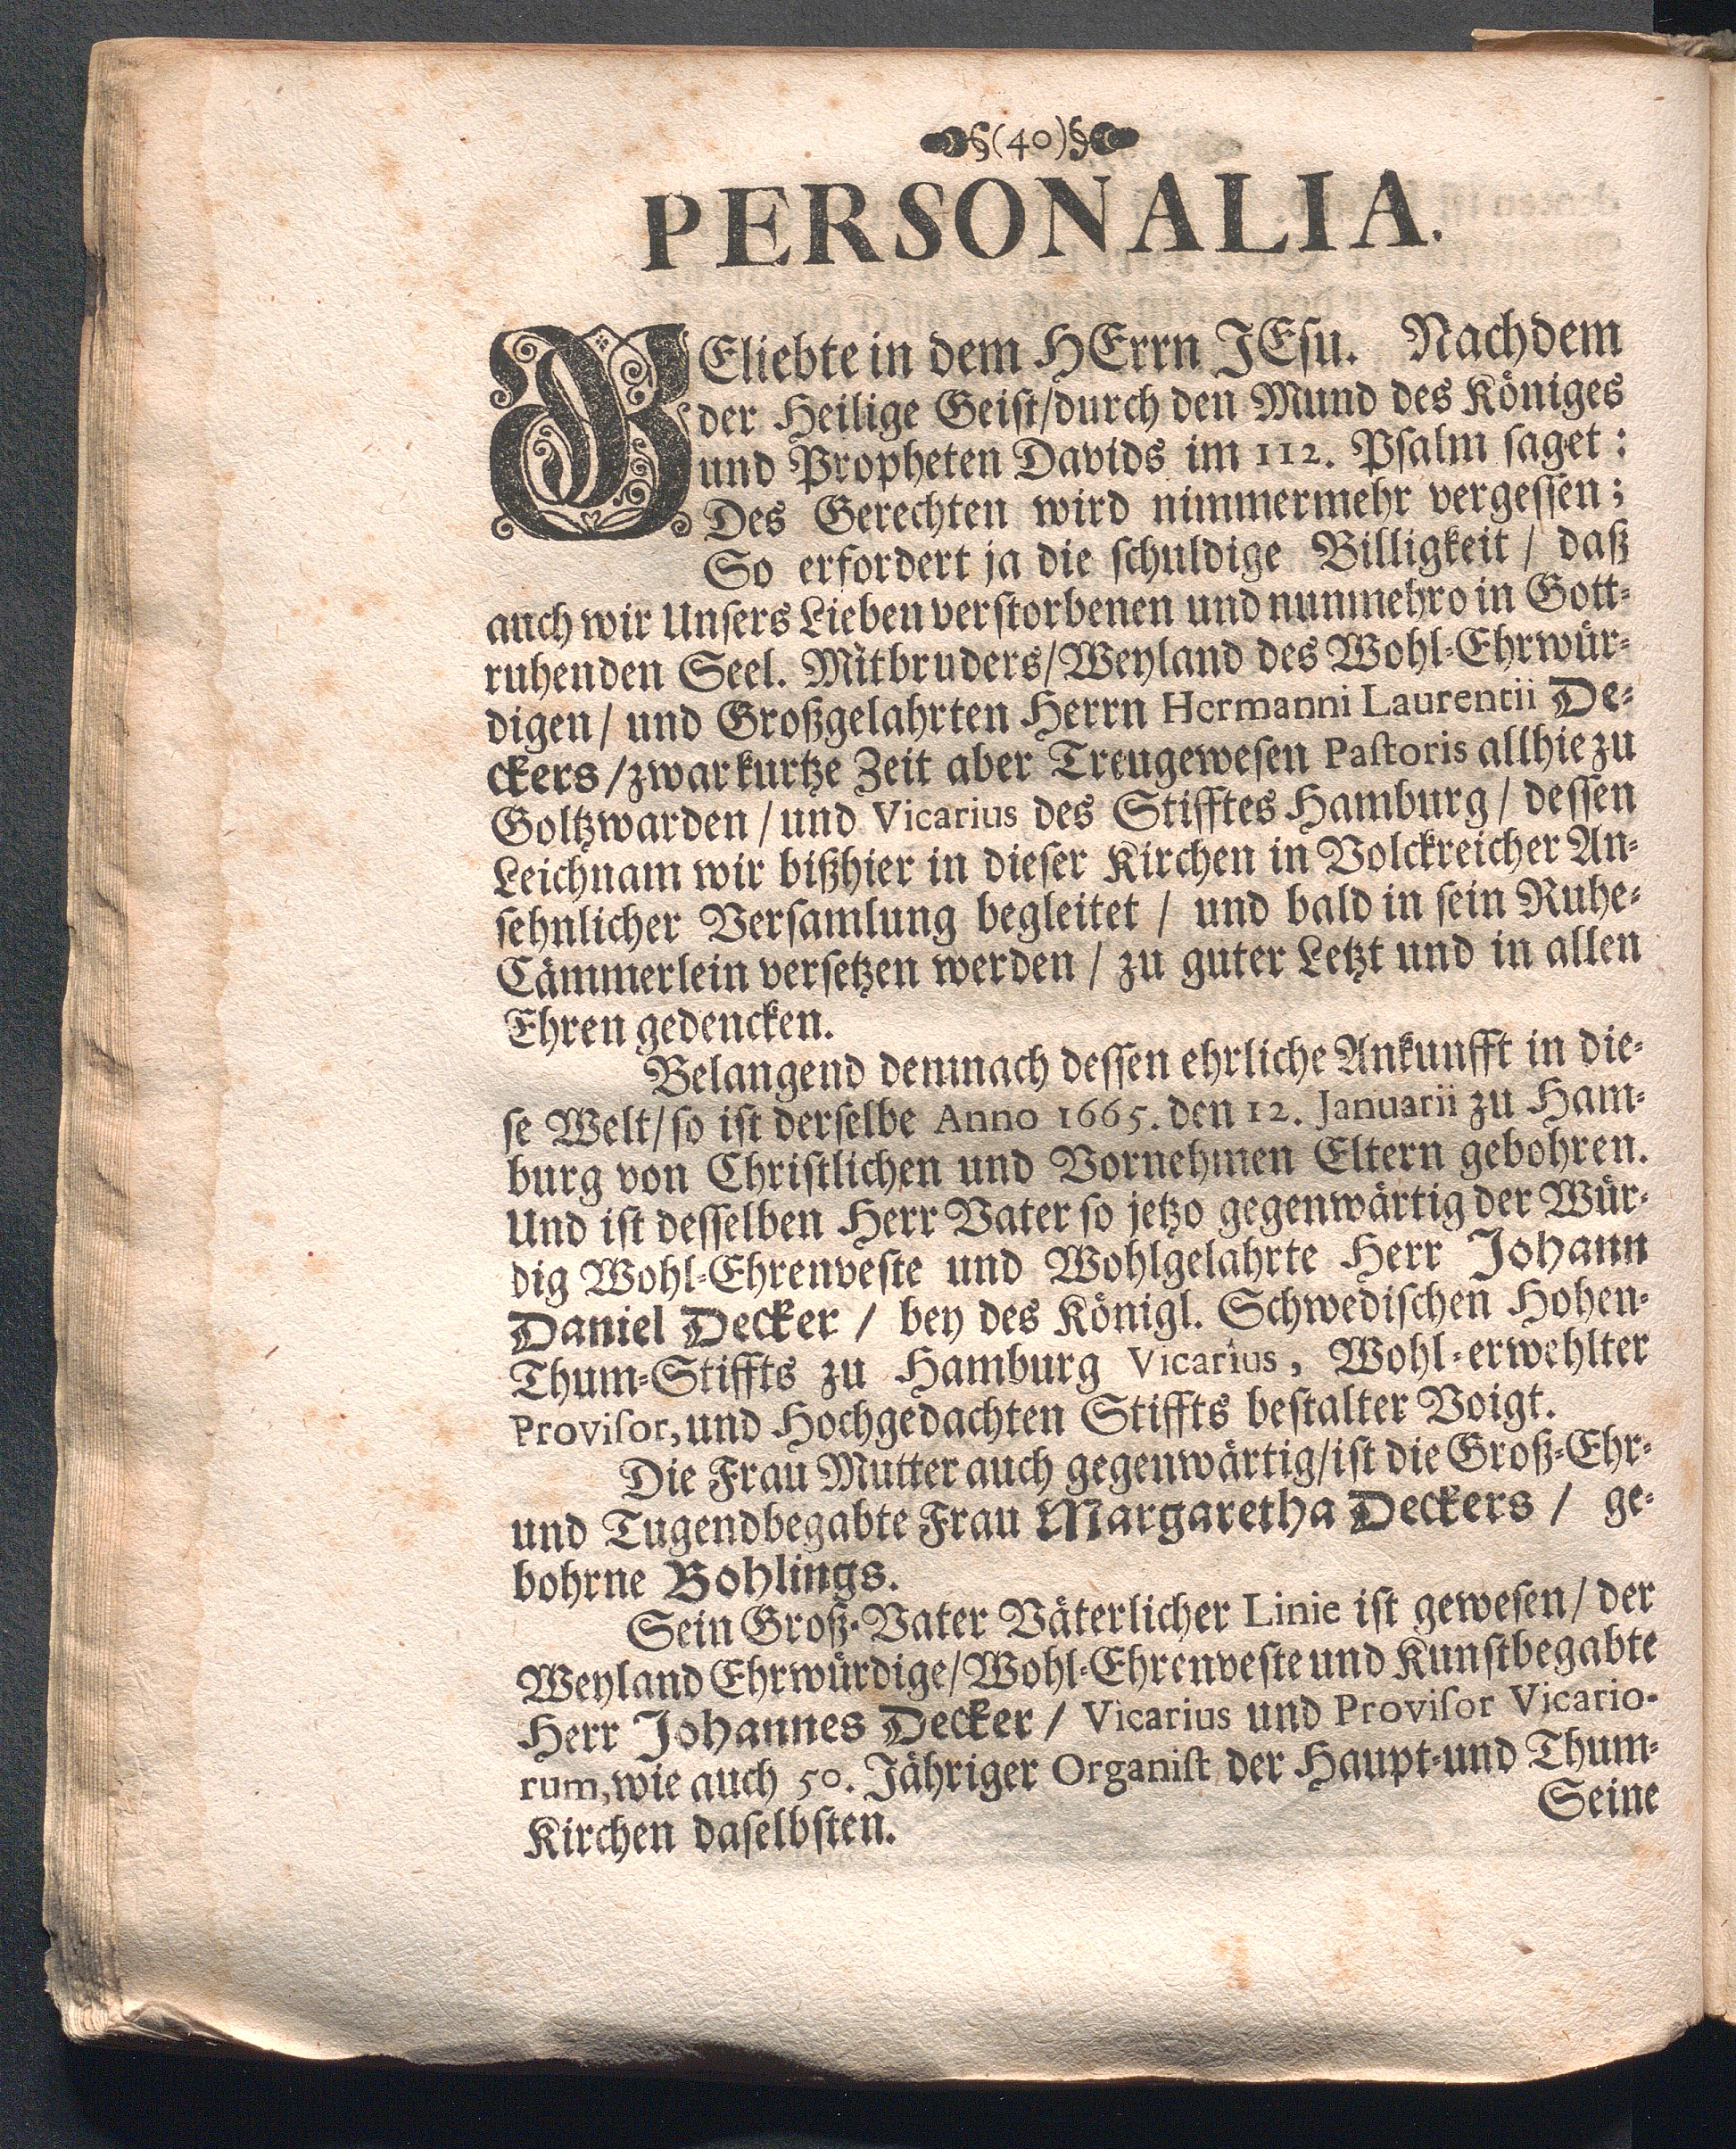 §(40)§
PERSONALIA.
GEliebte in dem HErrn JEsu. Nachdem
der Heilige Geist/durch den Mund des Königes
und Propheten Davids im 112. Psalm saget:
Des Gerechten wird nimmermehr vergessen;
So erfordert ja die schuldige Billigkeit / daß
auch wir Unsers Lieben verstorbenen und nunmehro in Gott-
ruhenden Seel. Mitbruders/Weyland des Wohl-Ehrwür-
digen/ und Großgelahrten Herrn Hermanni Laurentii De-
ckers /zwar kurtze Zeit aber Treugewesen Pastoris allhie zu
Goltzwarden / und Vicarius des Stifftes Hamburg / dessen
Leichnam wir bißhier in dieser Kirchen in Volckreicher An-
sehnlicher Versamlung begleitet / und bald in sein Ruhe-
Cämmerlein versetzen werden / zu guter Letzt und in allen
Ehren gedencken.
Belangend demnach dessen ehrliche Ankunfft in die-
se Welt/so ist derselbe Anno 1665. den 12. Januarii zu Ham-
burg von Christlichen und Vornehmen Eltern gebohren.
Und ist desselben Herr Vater so jetzo gegenwärtig der Wür-
dig Wohl-Ehrenveste und Wohlgelahrte Herr Johann
Daniel Decker / bey des Königl. Schwedischen Hohen-
Thum-Stiffts zu Hamburg Vicarius, Wohl-erwehlter
Provisor, und Hochgedachten Stiffts bestalter Voigt.
Die Frau Mutter auch gegenwärtig/ist die Groß-Ehr-
und Tugendbegabte Frau Margaretha Deckers / ge-
bohrne Bohlings.
Sein Groß-Vater Väterlicher Linie ist gewesen/ der
Weyland Ehrwürdige/Wohl-Ehrenveste und Kunstbegabte
Herr Johannes Decker / Vicarius und Provisor Vicario-
rum, wie auch 50. Jähriger Organist der Haupt-und Thum-
Kirchen daselbsten.
Seine